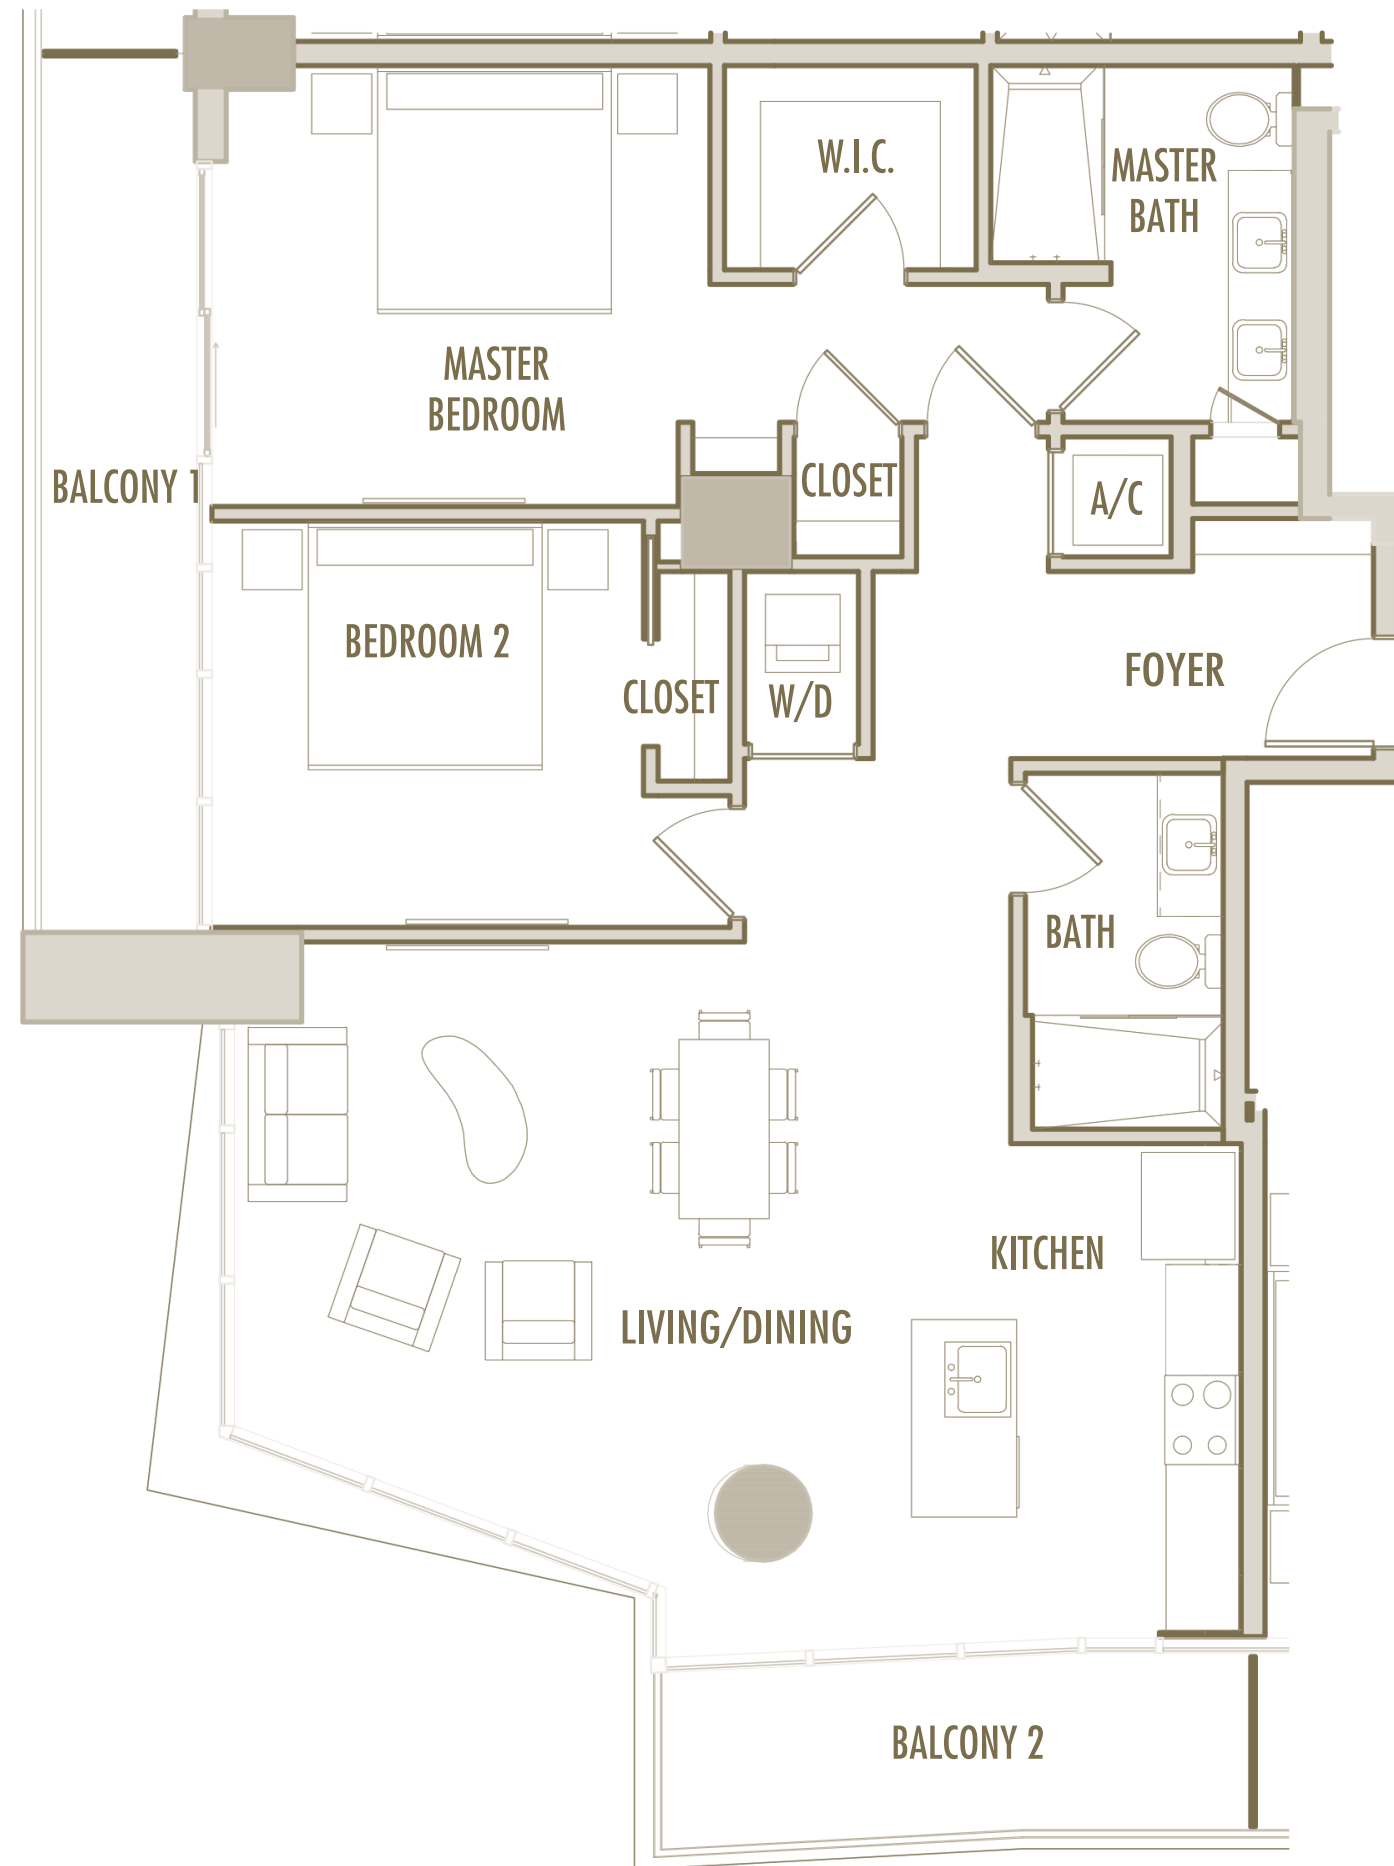 W.I.C.
MASTER
BATH
MASTER
BEDROOM
BALCONY 1
CLOSET
A/C
BEDROOM 2
CLOSET
W/D
FOYER
BATH
KITCHEN
LIVING/DINING
BALCONY 2